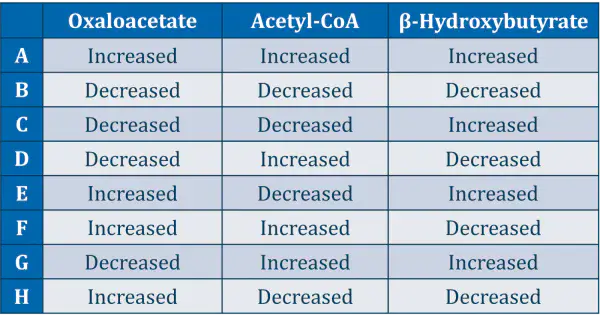 Oxaloacetate Acetyl-CoA β-Hydroxybutyrate
A Increased Increased Increased
B Decreased Decreased Decreased
C Decreased Decreased Increased
D Decreased Increased Decreased
E Increased Decreased Increased
F Increased Increased Decreased
G Decreased Increased Increased
H Increased Decreased Decreased